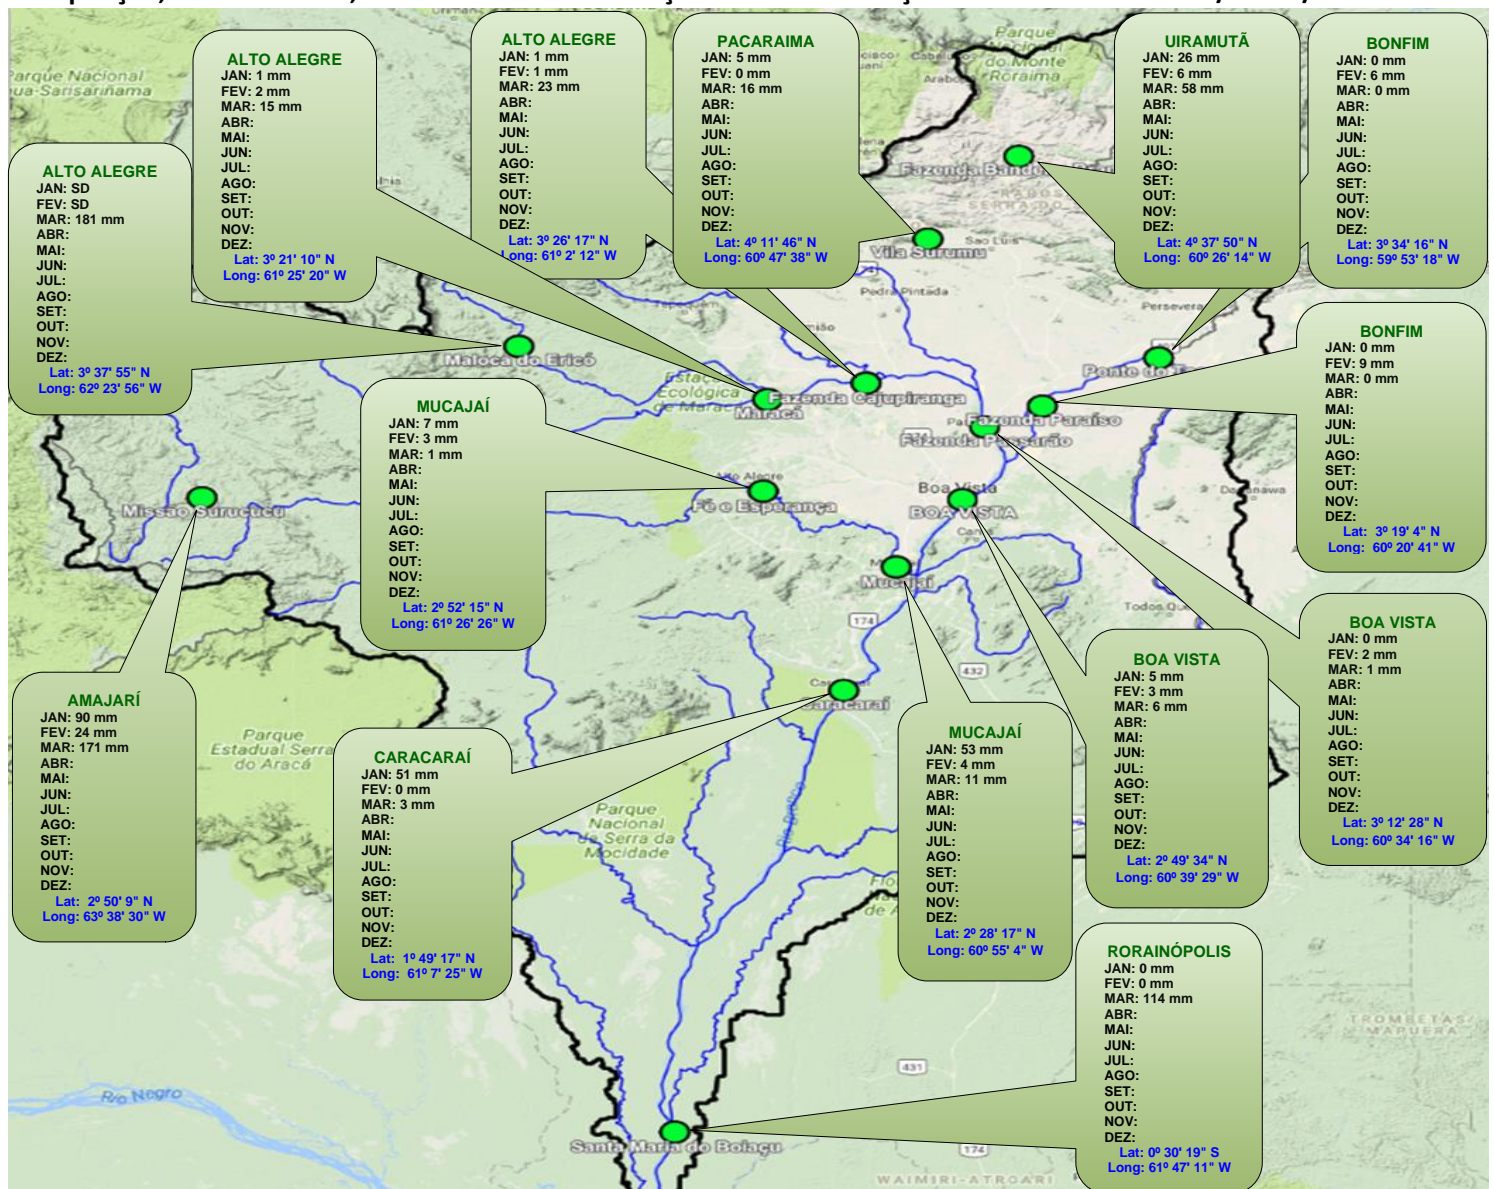 ALTO ALEGRE
JAN: SD
FEV: SD
MAR: 181 mm
ABR:
MAI:
JUN:
JUL:
AGO:
SET:
OUT:
NOV:
DEZ:
Lat: 3º 37' 55" N
Long: 62º 23' 56" W
ALTO ALEGRE
JAN: 1 mm
FEV: 2 mm
MAR: 15 mm
ABR:
MAI:
JUN:
JUL:
AGO:
SET:
OUT:
NOV:
DEZ:
Lat: 3º 21' 10" N
Long: 61º 25' 20" W
ALTO ALEGRE
JAN: 1 mm
FEV: 1 mm
MAR: 23 mm
ABR:
MAI:
JUN:
JUL:
AGO:
SET:
OUT:
NOV:
DEZ:
Lat: 3º 26' 17" N
Long: 61º 2' 12" W
PACARAIMA
JAN: 5 mm
FEV: 0 mm
MAR: 16 mm
ABR:
MAI:
JUN:
JUL:
AGO:
SET:
OUT:
NOV:
DEZ:
Lat: 4º 11' 46" N
Long: 60º 47' 38" W
UIRAMUTÃ
JAN: 26 mm
FEV: 6 mm
MAR: 58 mm
ABR:
MAI:
JUN:
JUL:
AGO:
SET:
OUT:
NOV:
DEZ:
Lat: 4º 37' 50" N
Long: 60º 26' 14" W
BONFIM
JAN: 0 mm
FEV: 6 mm
MAR: 0 mm
ABR:
MAI:
JUN:
JUL:
AGO:
SET:
OUT:
NOV:
DEZ:
Lat: 3º 34' 16" N
Long: 59º 53' 18" W
BONFIM
JAN: 0 mm
FEV: 9 mm
MAR: 0 mm
ABR:
MAI:
JUN:
JUL:
AGO:
SET:
OUT:
NOV:
DEZ:
Lat: 3º 19' 4" N
Long: 60º 20' 41" W
MUCAJAÍ
JAN: 7 mm
FEV: 3 mm
MAR: 1 mm
ABR:
MAI:
JUN:
JUL:
AGO:
SET:
OUT:
NOV:
DEZ:
Lat: 2º 52' 15" N
Long: 61º 26' 26" W
BOA VISTA
JAN: 0 mm
FEV: 2 mm
MAR: 1 mm
ABR:
MAI:
JUN:
JUL:
AGO:
SET:
OUT:
NOV:
DEZ:
Lat: 3º 12' 28" N
Long: 60º 34' 16" W
BOA VISTA
JAN: 5 mm
FEV: 3 mm
MAR: 6 mm
ABR:
MAI:
JUN:
JUL:
AGO:
SET:
OUT:
NOV:
DEZ:
Lat: 2º 49' 34" N
Long: 60º 39' 29" W
AMAJARÍ
JAN: 90 mm
FEV: 24 mm
MAR: 171 mm
ABR:
MAI:
JUN:
JUL:
AGO:
SET:
OUT:
NOV:
DEZ:
Lat: 2º 50' 9" N
Long: 63º 38' 30" W
CARACARAÍ
JAN: 51 mm
FEV: 0 mm
MAR: 3 mm
ABR:
MAI:
JUN:
JUL:
AGO:
SET:
OUT:
NOV:
DEZ:
Lat: 1º 49' 17" N
Long: 61º 7' 25" W
MUCAJAÍ
JAN: 53 mm
FEV: 4 mm
MAR: 11 mm
ABR:
MAI:
JUN:
JUL:
AGO:
SET:
OUT:
NOV:
DEZ:
Lat: 2º 28' 17" N
Long: 60º 55' 4" W
RORAINÓPOLIS
JAN: 0 mm
FEV: 0 mm
MAR: 114 mm
ABR:
MAI:
JUN:
JUL:
AGO:
SET:
OUT:
NOV:
DEZ:
Lat: 0º 30' 19" S
Long: 61º 47' 11" W
Parque
Nacional
do Monte
Roraima
Parque Nacional
Vila Surumu
Sao Luis
Pedra Pintada
Maloca do Ericó
Maracá
Fazenda Cajupiranga
Fazenda Paraíso
Fazenda Passarão
Ponte do
Missão Surucucu
Alto Alegre
Fé e Esperança
Boa Vista
BOA VISTA
Mucajaí
174
432
Caracaraí
Parque
Estadual Serra
do Aracá
Parque
Nacional
da Serra da
Mocidade
Rio Branco
Rio Negro
431
174
Santa Maria do Boiaçu
TROMBETAS/
MAPUERA
WAIMIRI-ATROARI